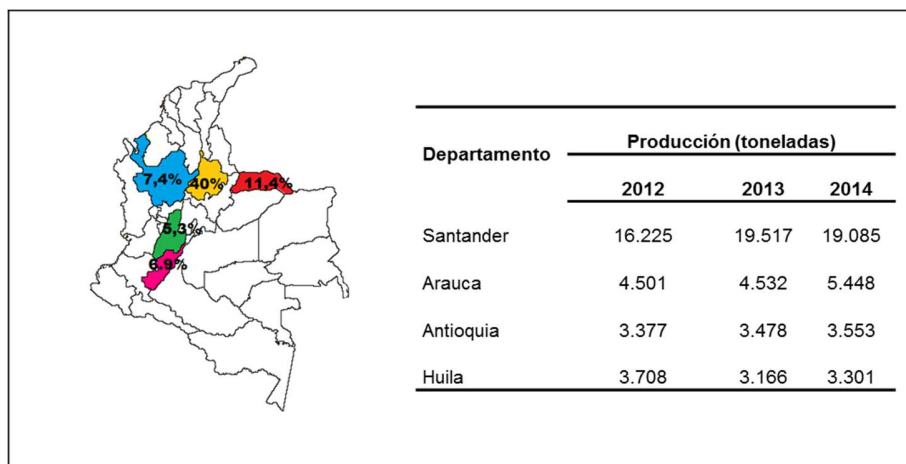 7,4%
40%
11,4%
5,3%
6.9%
Departamento
Producción (toneladas)
2012 2013 2014
Santander 16.225 19.517 19.085
Arauca 4.501 4.532 5.448
Antioquia 3.377 3.478 3.553
Huila 3.708 3.166 3.301